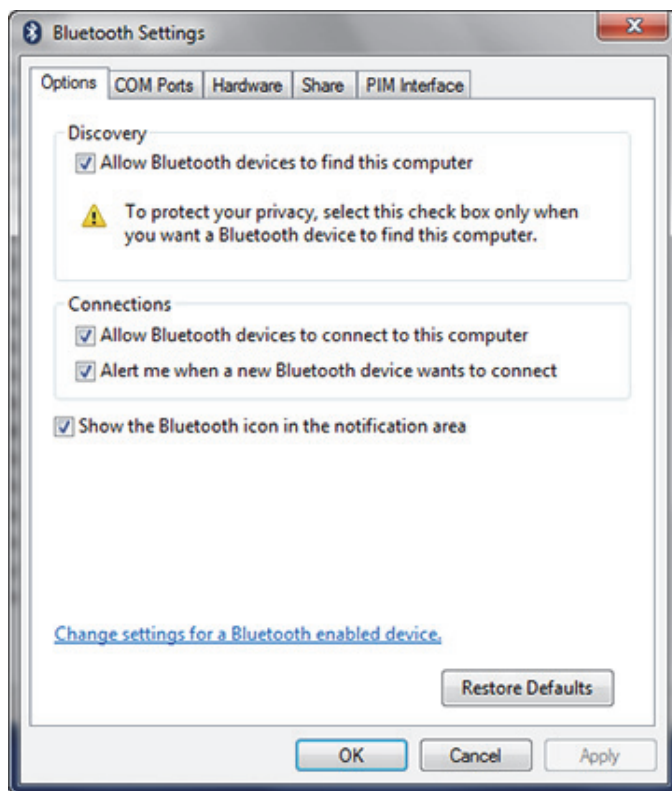 Bluetooth Settings
Options COM Ports Hardware Share PIM Interface
Discovery
Allow Bluetooth devices to find this computer
To protect your privacy, select this check box only when
you want a Bluetooth device to find this computer.
Connections
Allow Bluetooth devices to connect to this computer
Alert me when a new Bluetooth device wants to connect
Show the Bluetooth icon in the notification area
Change settings for a Bluetooth enabled device.
Restore Defaults
OK Cancel Apply